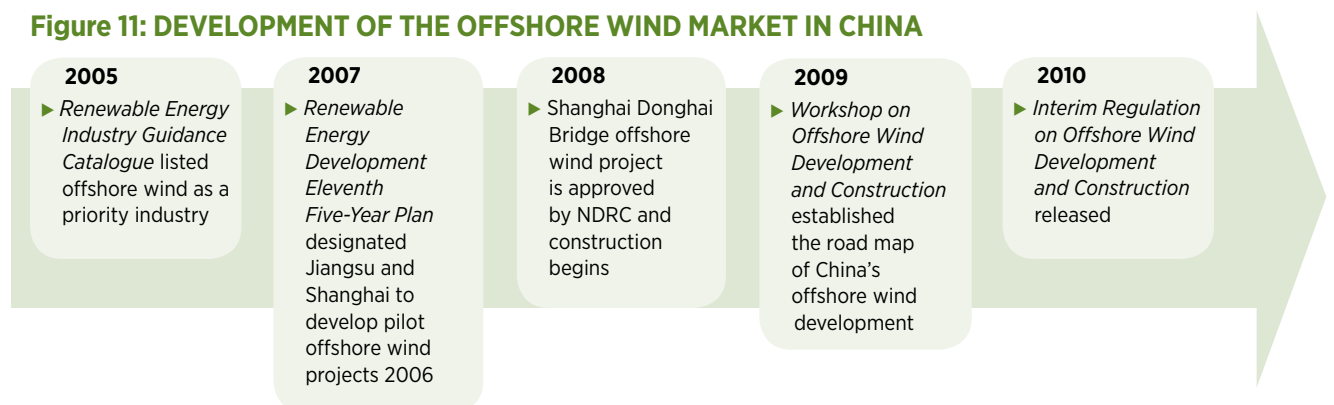 Figure 11: DEVELOPMENT OF THE OFFSHORE WIND MARKET IN CHINA
2005
► Renewable Energy
Industry Guidance
Catalogue listed
offshore wind as a
priority industry
2007
► Renewable
Energy
Development
Eleventh
Five-Year Plan
designated
Jiangsu and
Shanghai to
develop pilot
offshore wind
projects 2006
2008
► Shanghai Donghai
Bridge offshore
wind project
is approved
by NDRC and
construction
begins
2009
► Workshop on
Offshore Wind
Development
and Construction
established
the road map
of China’s
offshore wind
development
2010
► Interim Regulation
on Offshore Wind
Development
and Construction
released